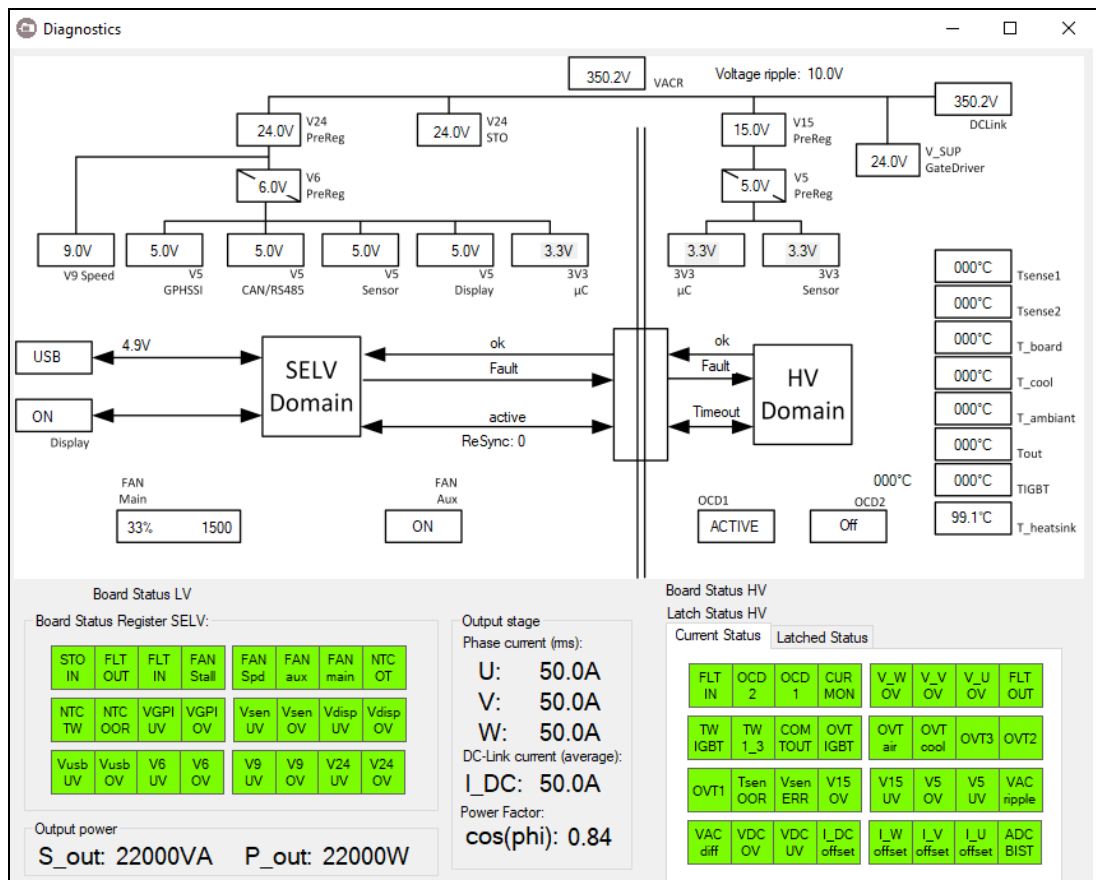 Diagnostics
350.2V
VACR
Voltage ripple: 10.0V
350.2V
DCLink
24.0V
V24
PreReg
24.0V
V24
STO
15.0V
V15
PreReg
24.0V
V_SUP
GateDriver
6.0V
V6
PreReg
5.0V
V5
PreReg
9.0V
V9 Speed
5.0V
V5
GPHSSI
5.0V
V5
CAN/RS485
5.0V
V5
Sensor
5.0V
V5
Display
3.3V
3V3
µC
3.3V
3V3
µC
3.3V
3V3
Sensor
000°C
Tsense1
000°C
Tsense2
000°C
T_board
000°C
T_cool
000°C
T_ambiant
000°C
Tout
000°C
000°C
TIGBT
99.1°C
T_heatsink
USB
4.9V
ON
Display
SELV
Domain
ok
Fault
active
ReSync: 0
ok
Fault
Timeout
HV
Domain
FAN
Main
33% 1500
FAN
Aux
ON
OCD1
ACTIVE
OCD2
Off
Board Status LV
Board Status Register SELV:
STO IN FLT OUT FLT IN FAN Stall FAN Spd FAN aux FAN main NTC OT
NTC TW NTC OOR VGPI UV VGPI OV Vsen UV Vsen OV Vdisp UV Vdisp OV
Vusb UV Vusb OV V6 UV V6 OV V9 UV V9 OV V24 UV V24 OV
Output power
S_out: 22000VA P_out: 22000W
Output stage
Phase current (rms):
U: 50.0A
V: 50.0A
W: 50.0A
DC-Link current (average):
I_DC: 50.0A
Power Factor:
cos(phi): 0.84
Board Status HV
Latch Status HV
Current Status Latched Status
FLT IN OCD 2 OCD 1 CUR MON V_W OV V_V OV V_U OV FLT OUT
TW IGBT TW 1_3 COM TOUT OVT IGBT OVT air OVT cool OVT3 OVT2
OVT1 Tsen OOR Vsen ERR V15 OV V15 UV V5 OV V5 UV VAC ripple
VAC diff VDC OV VDC UV I_DC offset I_W offset I_V offset I_U offset ADC BIST